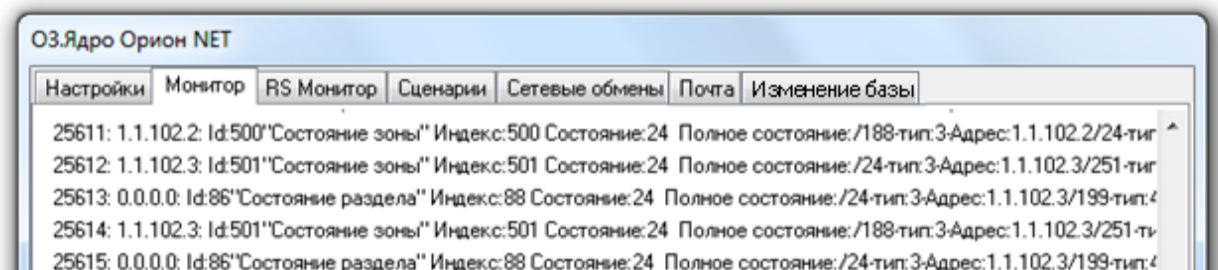 О3.Ядро Орион NET
Настройки Монитор RS Монитор Сценарии Сетевые обмены Почта Изменение базы
25611: 1.1.102.2: Id:500"Состояние зоны" Индекс:500 Состояние:24 Полное состояние:/188-тип:3-Адрес:1.1.102.2/24-тип
25612: 1.1.102.3: Id:501"Состояние зоны" Индекс:501 Состояние:24 Полное состояние:/24-тип:3-Адрес:1.1.102.3/251-тип
25613: 0.0.0.0: Id:86"Состояние раздела" Индекс:88 Состояние:24 Полное состояние:/24-тип:3-Адрес:1.1.102.3/199-тип:4
25614: 1.1.102.3: Id:501"Состояние зоны" Индекс:501 Состояние:24 Полное состояние:/188-тип:3-Адрес:1.1.102.3/251-ти
25615: 0.0.0.0: Id:86"Состояние раздела" Индекс:88 Состояние:24 Полное состояние:/24-тип:3-Адрес:1.1.102.3/199-тип:4